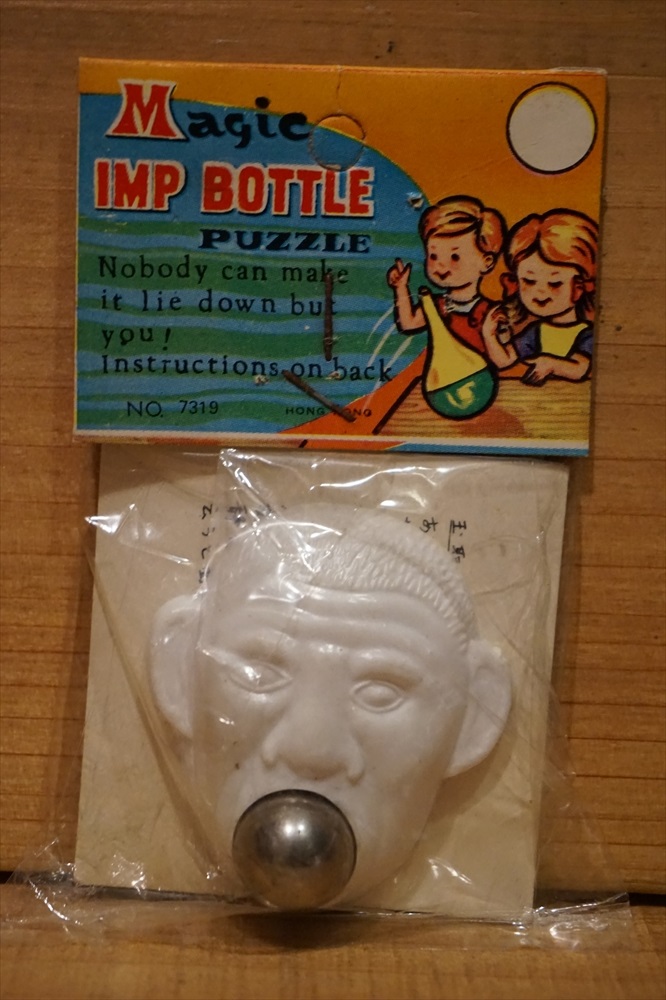 Magic
IMP BOTTLE
PUZZLE
Nobody can make
it lie down but
you!
Instructions on back
NO. 7319
HONG KONG